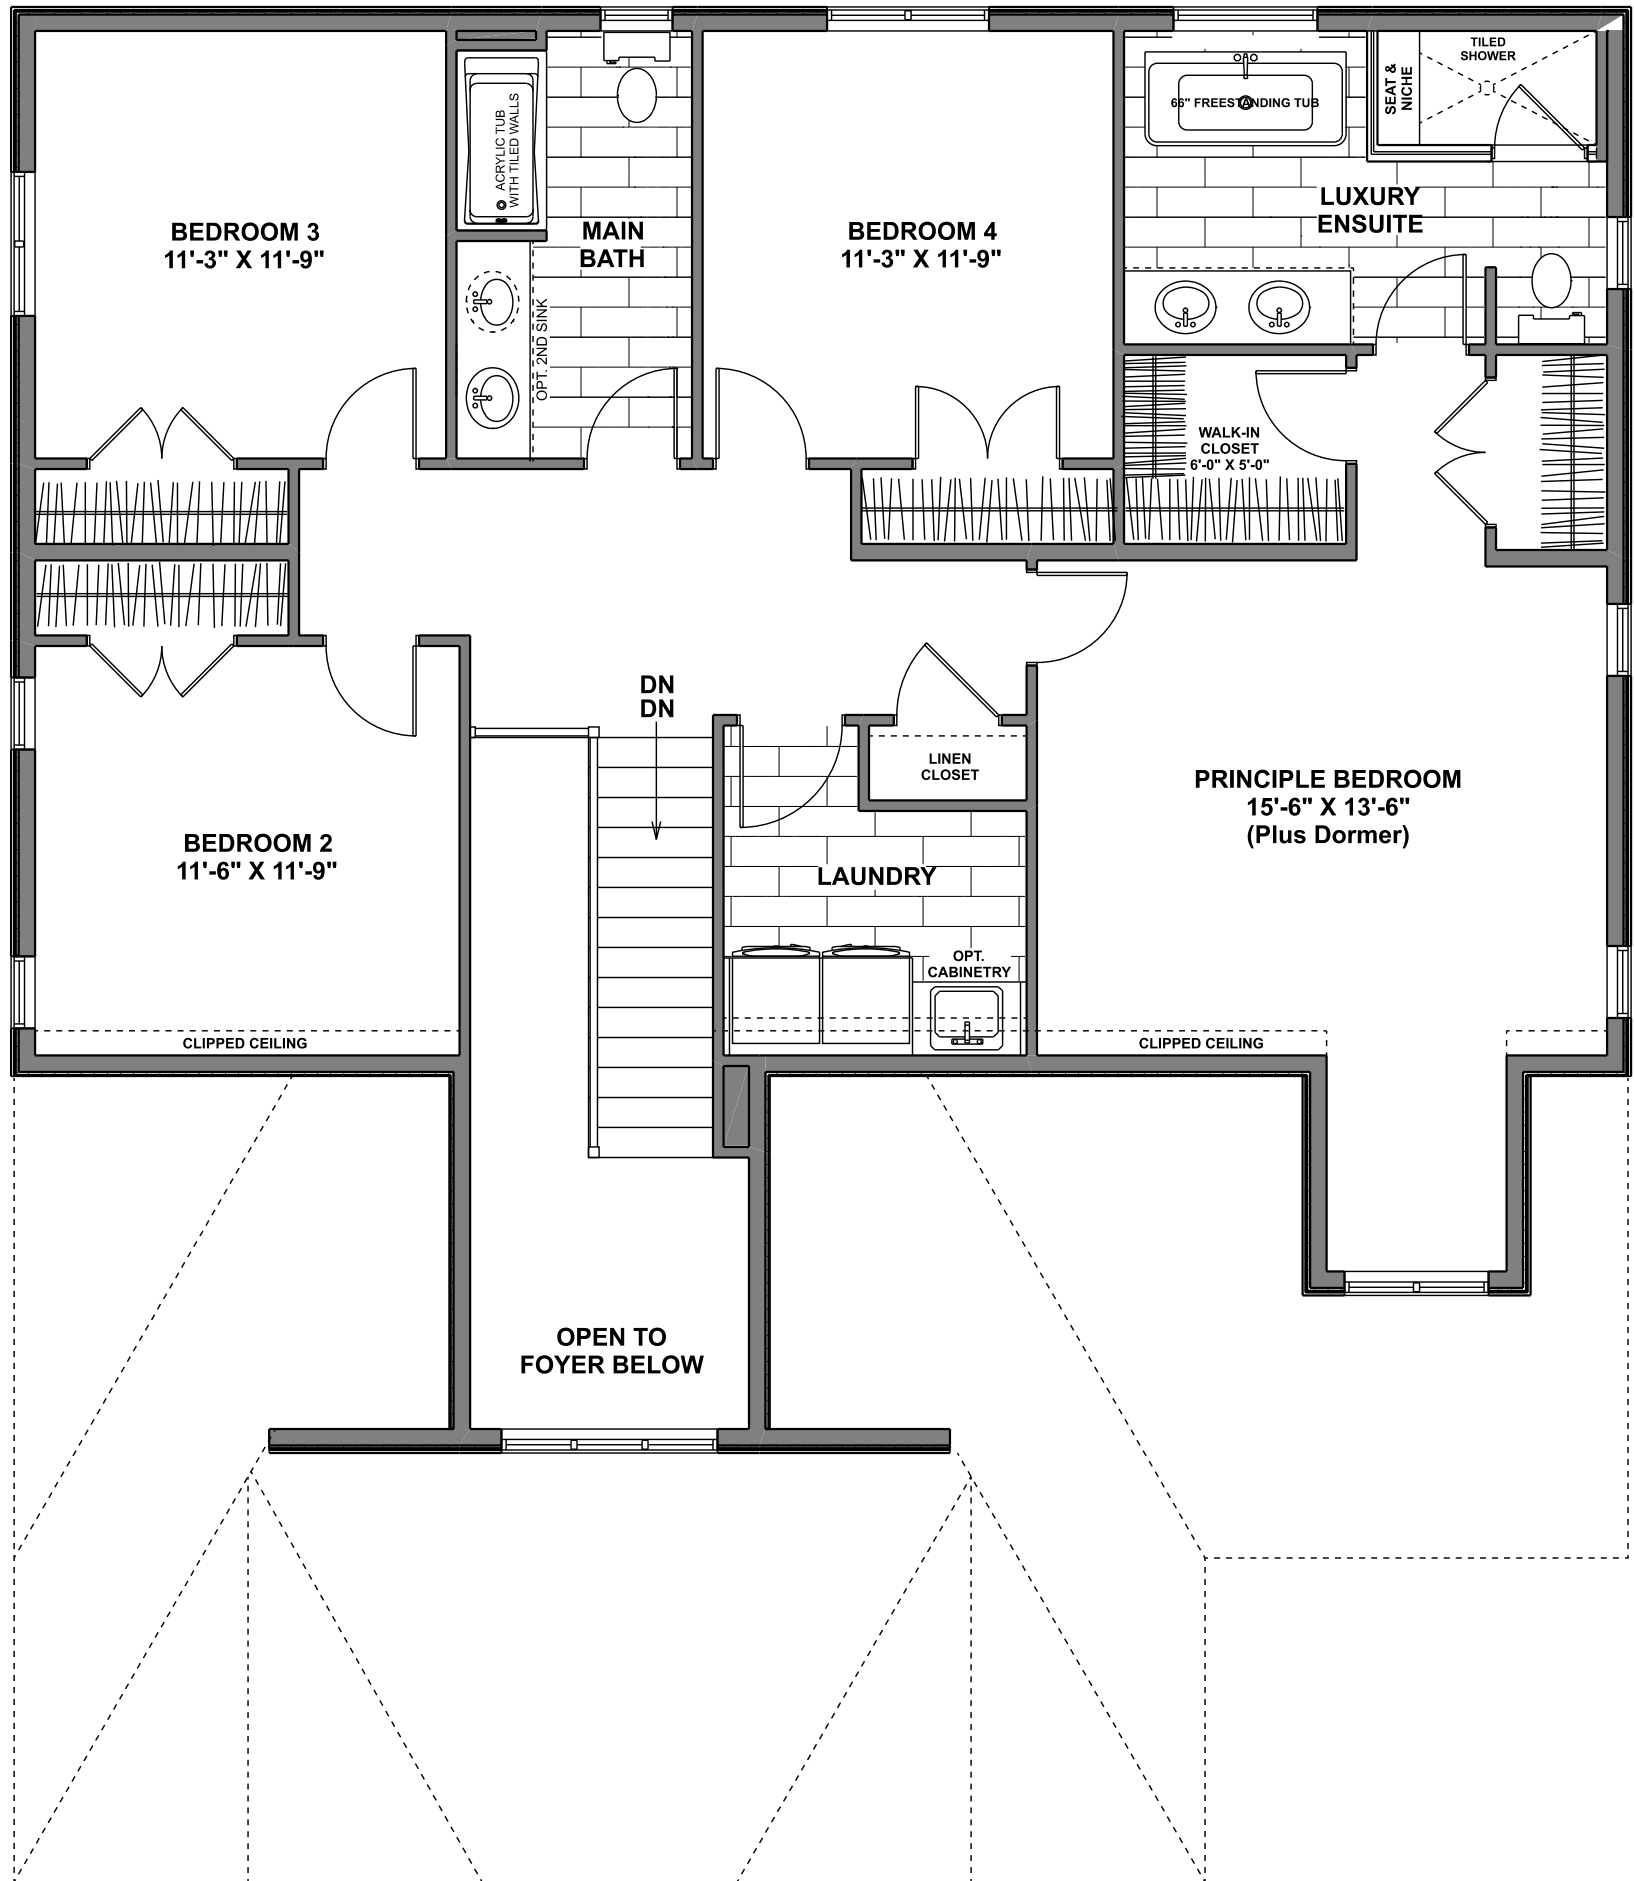 TILED
SHOWER
SEAT &
NICHE
66" FREESTANDING TUB
ACRYLIC TUB
WITH TILED WALLS
LUXURY
ENSUITE
BEDROOM 3
11'-3" X 11'-9"
MAIN
BATH
BEDROOM 4
11'-3" X 11'-9"
OPT. 2ND SINK
WALK-IN
CLOSET
6'-0" X 5'-0"
DN
DN
LINEN
CLOSET
PRINCIPLE BEDROOM
15'-6" X 13'-6"
(Plus Dormer)
BEDROOM 2
11'-6" X 11'-9"
LAUNDRY
OPT.
CABINETRY
CLIPPED CEILING
CLIPPED CEILING
OPEN TO
FOYER BELOW